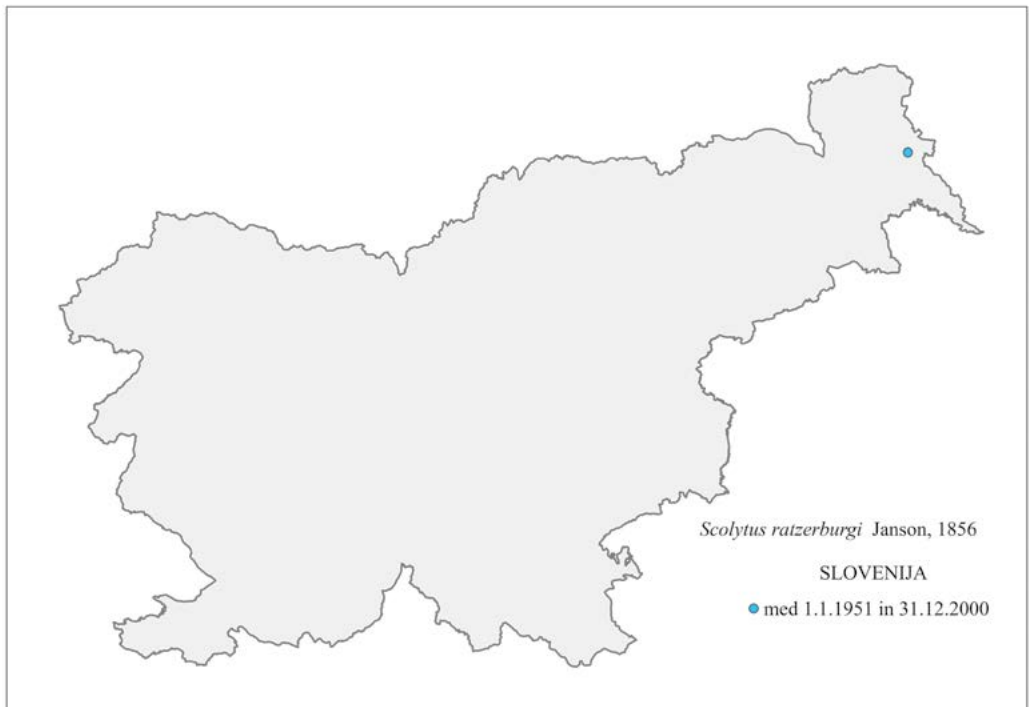 Scolytus ratzerburgi Janson, 1856
SLOVENIJA
med 1.1.1951 in 31.12.2000